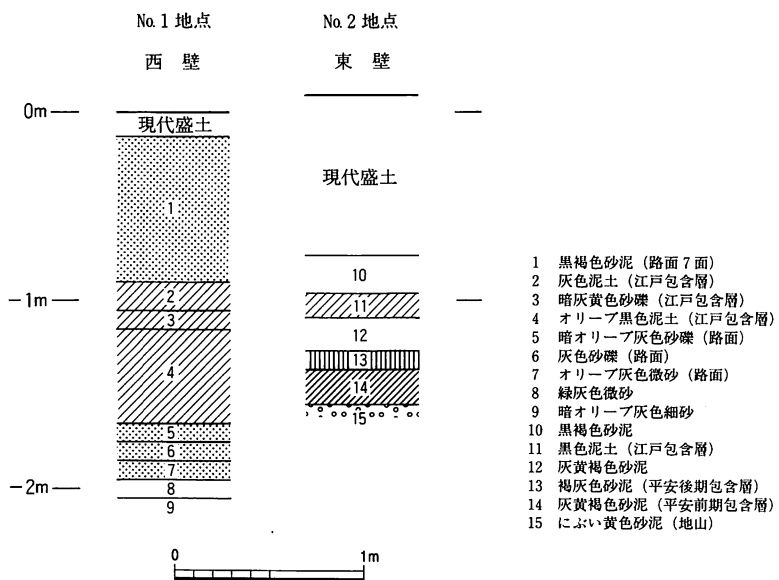 No.1 地点
西 壁
No.2 地点
東 壁
0m
現代盛土
現代盛土
1
10
-1m
2
11
3
12
13
4
14
15
5
6
7
-2m
8
9
1 黒褐色砂泥（路面7面）
2 灰色泥土（江戸包含層）
3 暗灰黄色砂礫（江戸包含層）
4 オリーブ黒色泥土（江戸包含層）
5 暗オリーブ灰色砂礫（路面）
6 灰色砂礫（路面）
7 オリーブ灰色微砂（路面）
8 緑灰色微砂
9 暗オリーブ灰色細砂
10 黒褐色砂泥
11 黒色泥土（江戸包含層）
12 灰黄褐色砂泥
13 褐灰色砂泥（平安後期包含層）
14 灰黄褐色砂泥（平安前期包含層）
15 にぶい黄色砂泥（地山）
0
1m